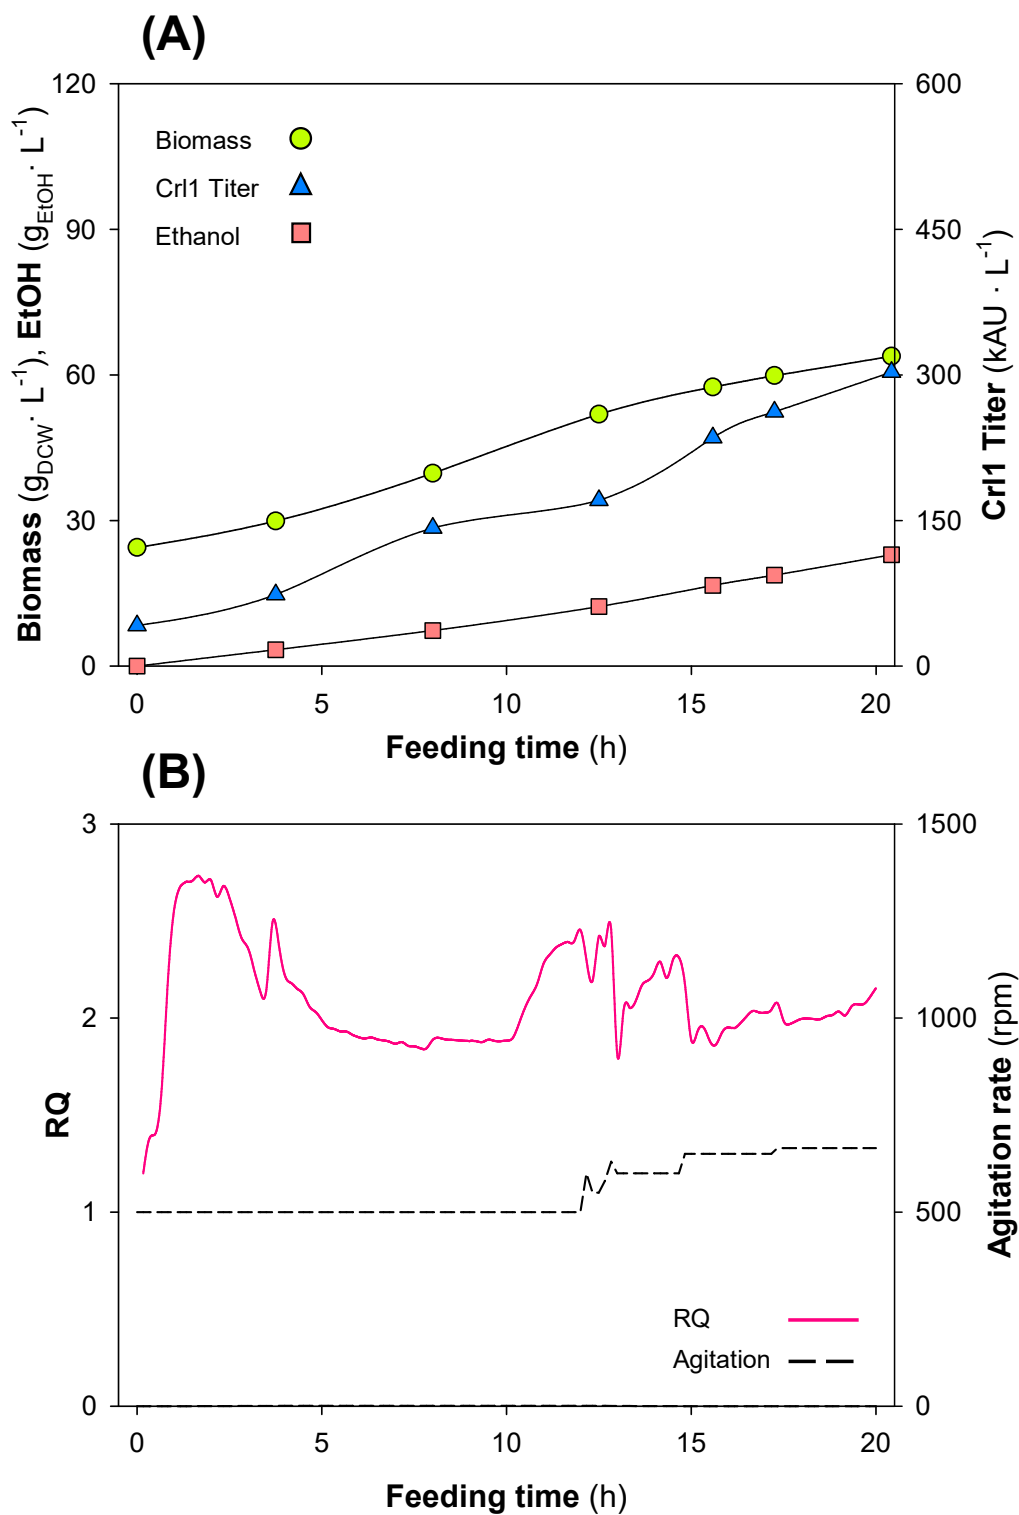 (A)
120
90
60
30
0
600
450
300
150
0
Biomass (gDCW· L-1), EtOH (gEtOH· L-1)
Crl1 Titer (kAU · L-1)
Biomass
Crl1 Titer
Ethanol
0 5 10 15 20
Feeding time (h)
(B)
3
2
1
0
1500
1000
500
0
RQ
Agitation rate (rpm)
RQ
Agitation
0 5 10 15 20
Feeding time (h)